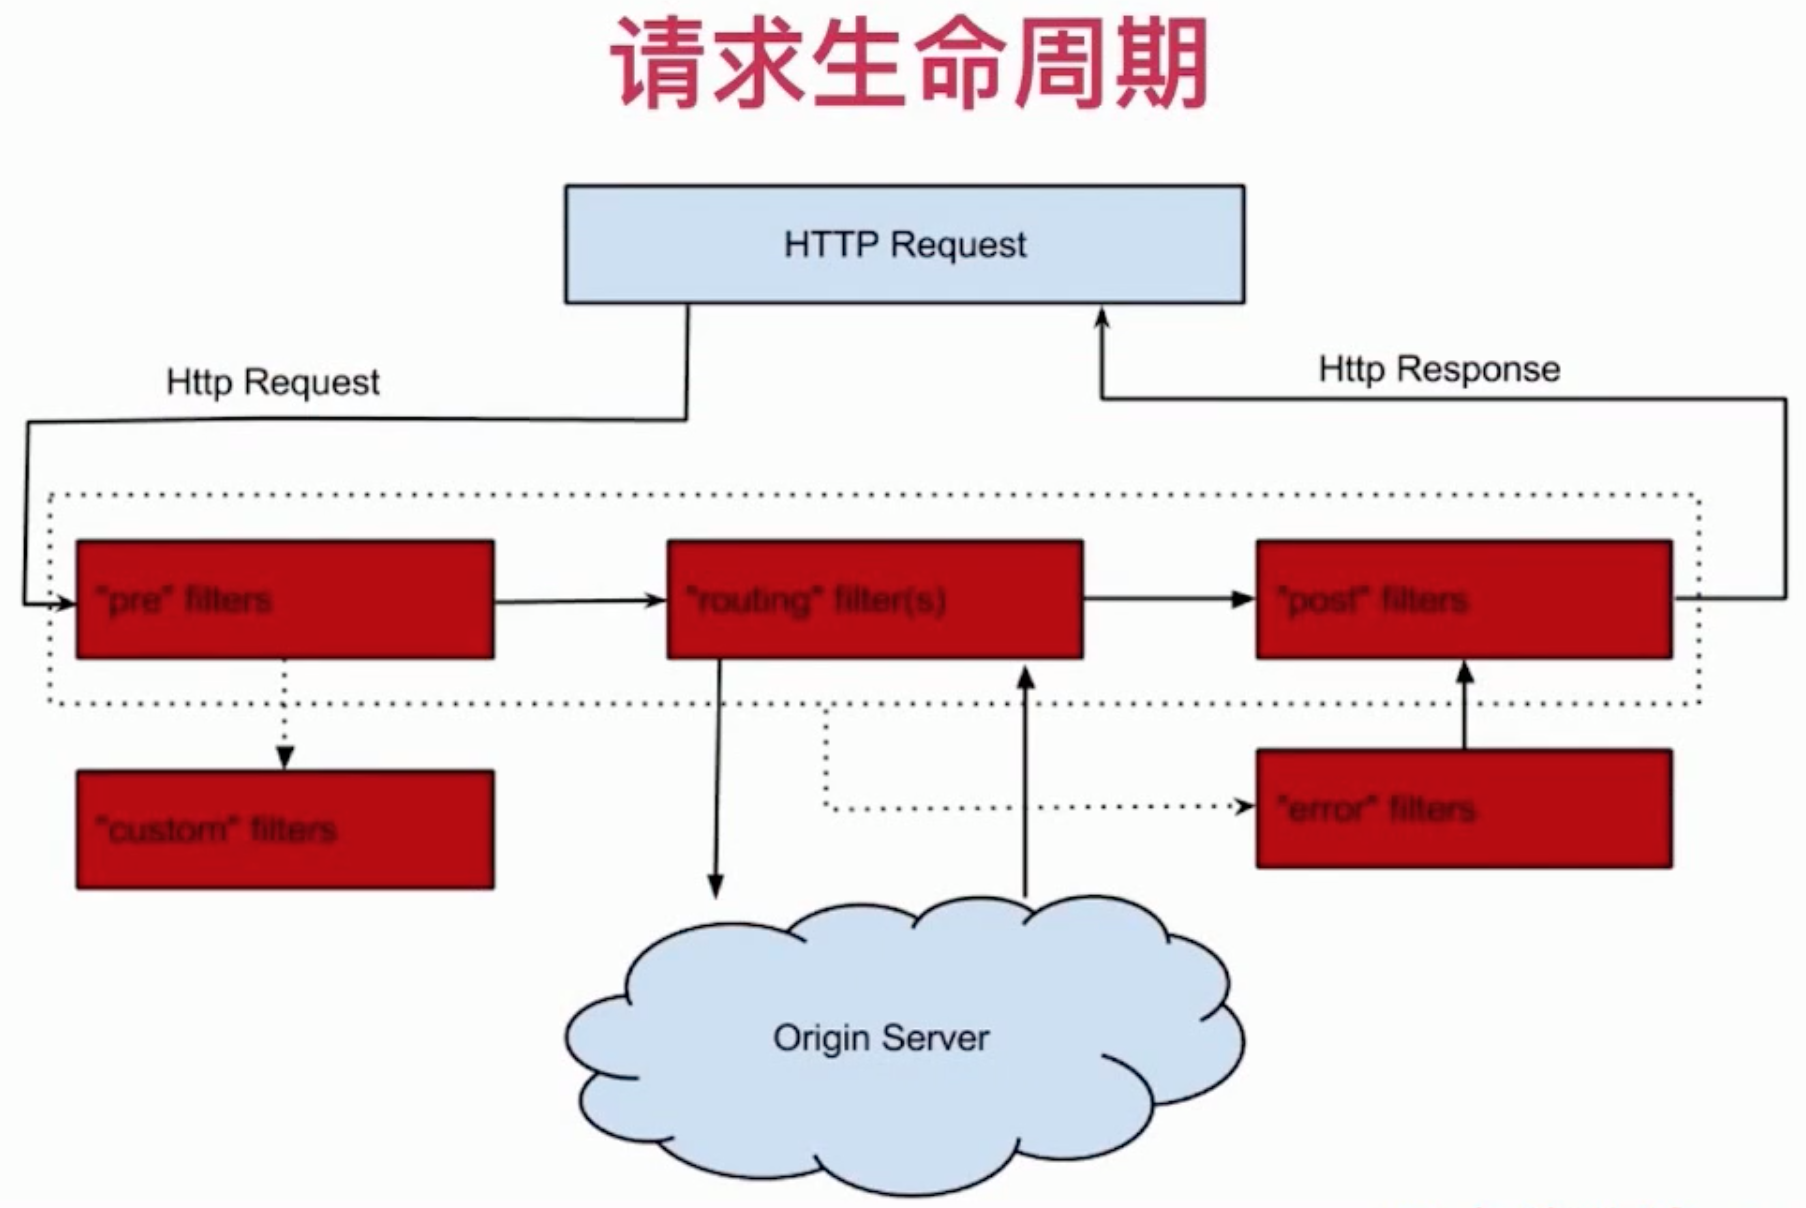 请求生命周期
HTTP Request
Http Request
Http Response
"pre" filters
"routing" filter(s)
"post" filters
"custom" filters
"error" filters
Origin Server